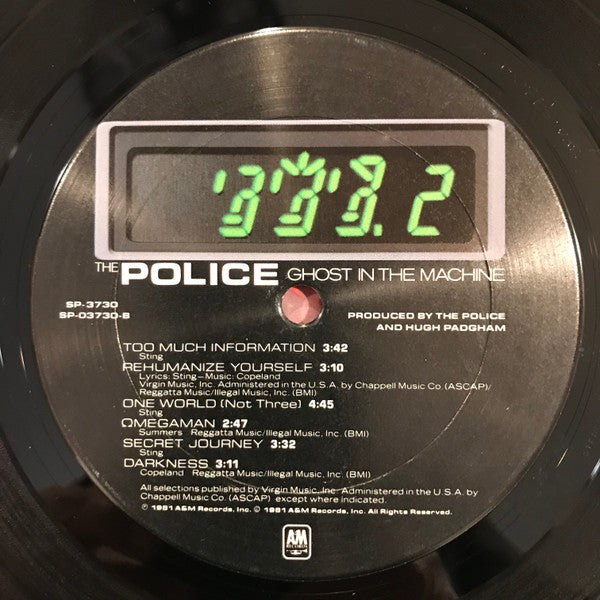 .2
THE POLICE GHOST IN THE MACHINE
SP-3730
SP-03730-B
PRODUCED BY THE POLICE
AND HUGH PADGHAM
TOO MUCH INFORMATION 3:42
Sting
REHUMANIZE YOURSELF 3:10
Lyrics: Sting–Music: Copeland
Virgin Music, Inc. Administered in the U.S.A. by Chappell Music Co. (ASCAP)/
Reggatta Music/Illegal Music, Inc. (BMI)
ONE WORLD (Not Three) 4:45
Sting
ΩMEGAMAN 2:47
Summers Reggatta Music/Illegal Music, Inc. (BMI)
SECRET JOURNEY 3:32
Sting
DARKNESS 3:11
Copeland Reggatta Music/Illegal Music, Inc. (BMI)
All selections published by Virgin Music, Inc. Administered in the U.S.A. by
Chappell Music Co. (ASCAP) except where indicated.
℗ 1981 A&M Records, Inc. © 1981 A&M Records, Inc. All Rights Reserved.
A&M
RECORDS